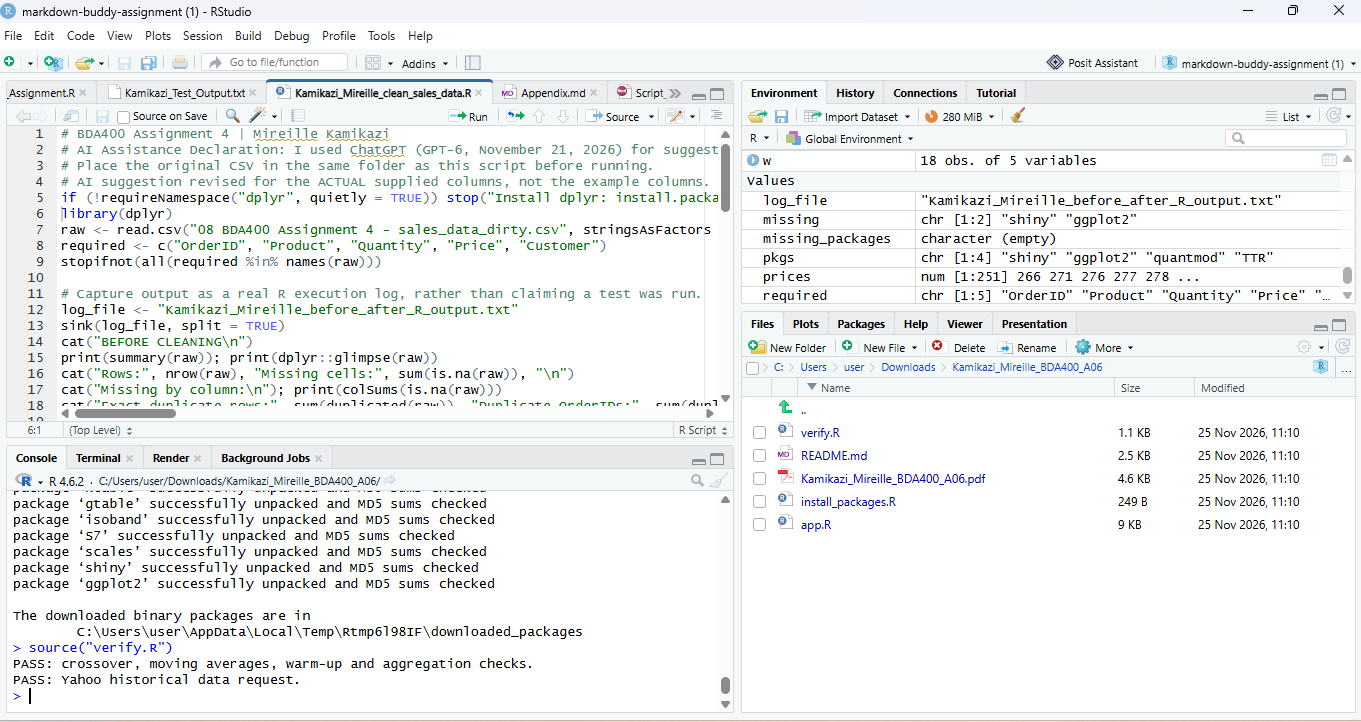 markdown-buddy-assignment (1) - RStudio
File Edit Code View Plots Session Build Debug Profile Tools Help
Go to file/function Addins Posit Assistant markdown-buddy-assignment (1)
_Assignment.R Kamikazi_Test_Output.txt Kamikazi_Mireille_clean_sales_data.R Appendix.md Script_
Source on Save Run Source
1 # BDA400 Assignment 4 | Mireille Kamikazi
2 # AI Assistance Declaration: I used ChatGPT (GPT-6, November 21, 2026) for suggest
3 # Place the original CSV in the same folder as this script before running.
4 # AI suggestion revised for the ACTUAL supplied columns, not the example columns.
5 if (!requireNamespace("dplyr", quietly = TRUE)) stop("Install dplyr: install.packa
6 library(dplyr)
7 raw <- read.csv("08 BDA400 Assignment 4 - sales_data_dirty.csv", stringsAsFactors
8 required <- c("OrderID", "Product", "Quantity", "Price", "Customer")
9 stopifnot(all(required %in% names(raw)))
10
11 # Capture output as a real R execution log, rather than claiming a test was run.
12 log_file <- "Kamikazi_Mireille_before_after_R_output.txt"
13 sink(log_file, split = TRUE)
14 cat("BEFORE CLEANING\n")
15 print(summary(raw)); print(dplyr::glimpse(raw))
16 cat("Rows:", nrow(raw), "Missing cells:", sum(is.na(raw)), "\n")
17 cat("Missing by column:\n"); print(colSums(is.na(raw)))
18 cat("Exact duplicate rows:", sum(duplicated(raw)), "Duplicate OrderIDs:", sum(dupl
19
6:1 (Top Level) R Script
Console Terminal Render Background Jobs
R 4.6.2 · C:/Users/user/Downloads/Kamikazi_Mireille_BDA400_A06/
package ‘gtable’ successfully unpacked and MD5 sums checked
package ‘isoband’ successfully unpacked and MD5 sums checked
package ‘S7’ successfully unpacked and MD5 sums checked
package ‘scales’ successfully unpacked and MD5 sums checked
package ‘shiny’ successfully unpacked and MD5 sums checked
package ‘ggplot2’ successfully unpacked and MD5 sums checked
The downloaded binary packages are in
C:\Users\user\AppData\Local\Temp\Rtmp6l98IF\downloaded_packages
> source("verify.R")
PASS: crossover, moving averages, warm-up and aggregation checks.
PASS: Yahoo historical data request.
>
Environment History Connections Tutorial
Import Dataset 280 MiB List
R Global Environment
w 18 obs. of 5 variables
Values
log_file "Kamikazi_Mireille_before_after_R_output.txt"
missing chr [1:2] "shiny" "ggplot2"
missing_packages character (empty)
pkgs chr [1:4] "shiny" "ggplot2" "quantmod" "TTR"
prices num [1:251] 266 271 276 277 278 ...
required chr [1:5] "OrderID" "Product" "Quantity" "Price" "…
Files Plots Packages Help Viewer Presentation
New Folder New File Delete Rename More
C: Users user Downloads Kamikazi_Mireille_BDA400_A06 ...
Name Size Modified
..
verify.R 1.1 KB 25 Nov 2026, 11:10
README.md 2.5 KB 25 Nov 2026, 11:10
Kamikazi_Mireille_BDA400_A06.pdf 4.6 KB 25 Nov 2026, 11:10
install_packages.R 249 B 25 Nov 2026, 11:10
app.R 9 KB 25 Nov 2026, 11:10